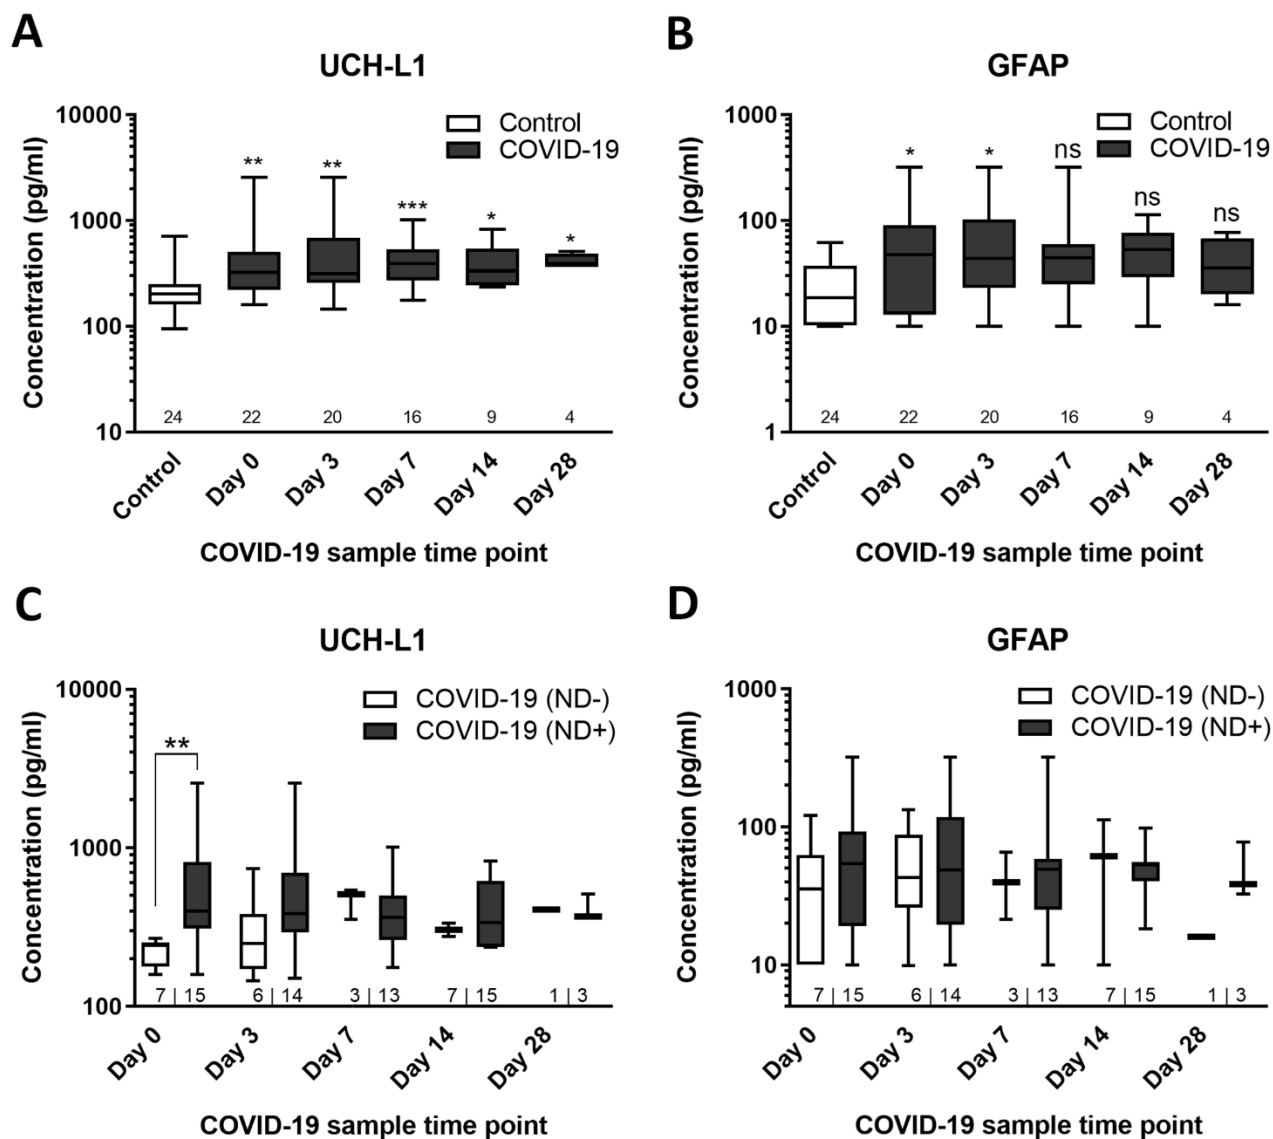 A
UCH-L1
Concentration (pg/ml)
10000
1000
100
10
Control
COVID-19
** ** *** * *
24 22 20 16 9 4
Control Day 0 Day 3 Day 7 Day 14 Day 28
COVID-19 sample time point
B
GFAP
Concentration (pg/ml)
1000
100
10
1
Control
COVID-19
* * ns ns ns
24 22 20 16 9 4
Control Day 0 Day 3 Day 7 Day 14 Day 28
COVID-19 sample time point
C
UCH-L1
Concentration (pg/ml)
10000
1000
100
COVID-19 (ND-)
COVID-19 (ND+)
**
7 15 6 14 3 13 7 15 1 3
Day 0 Day 3 Day 7 Day 14 Day 28
COVID-19 sample time point
D
GFAP
Concentration (pg/ml)
1000
100
10
COVID-19 (ND-)
COVID-19 (ND+)
7 15 6 14 3 13 7 15 1 3
Day 0 Day 3 Day 7 Day 14 Day 28
COVID-19 sample time point